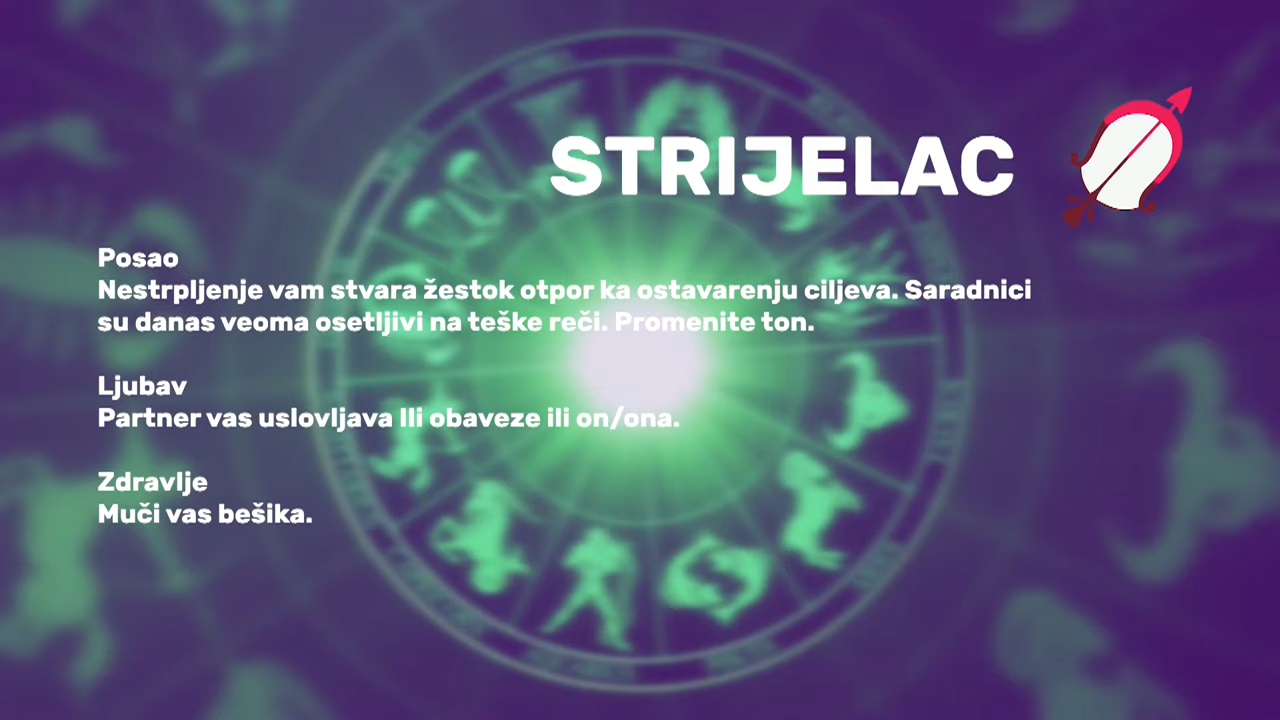 STRIJELAC
Posao
Nestrpljenje vam stvara žestok otpor ka ostavarenju ciljeva. Saradnici
su danas veoma osetljivi na teške reči. Promenite ton.
Ljubav
Partner vas uslovljava Ili obaveze ili on/ona.
Zdravlje
Muči vas bešika.